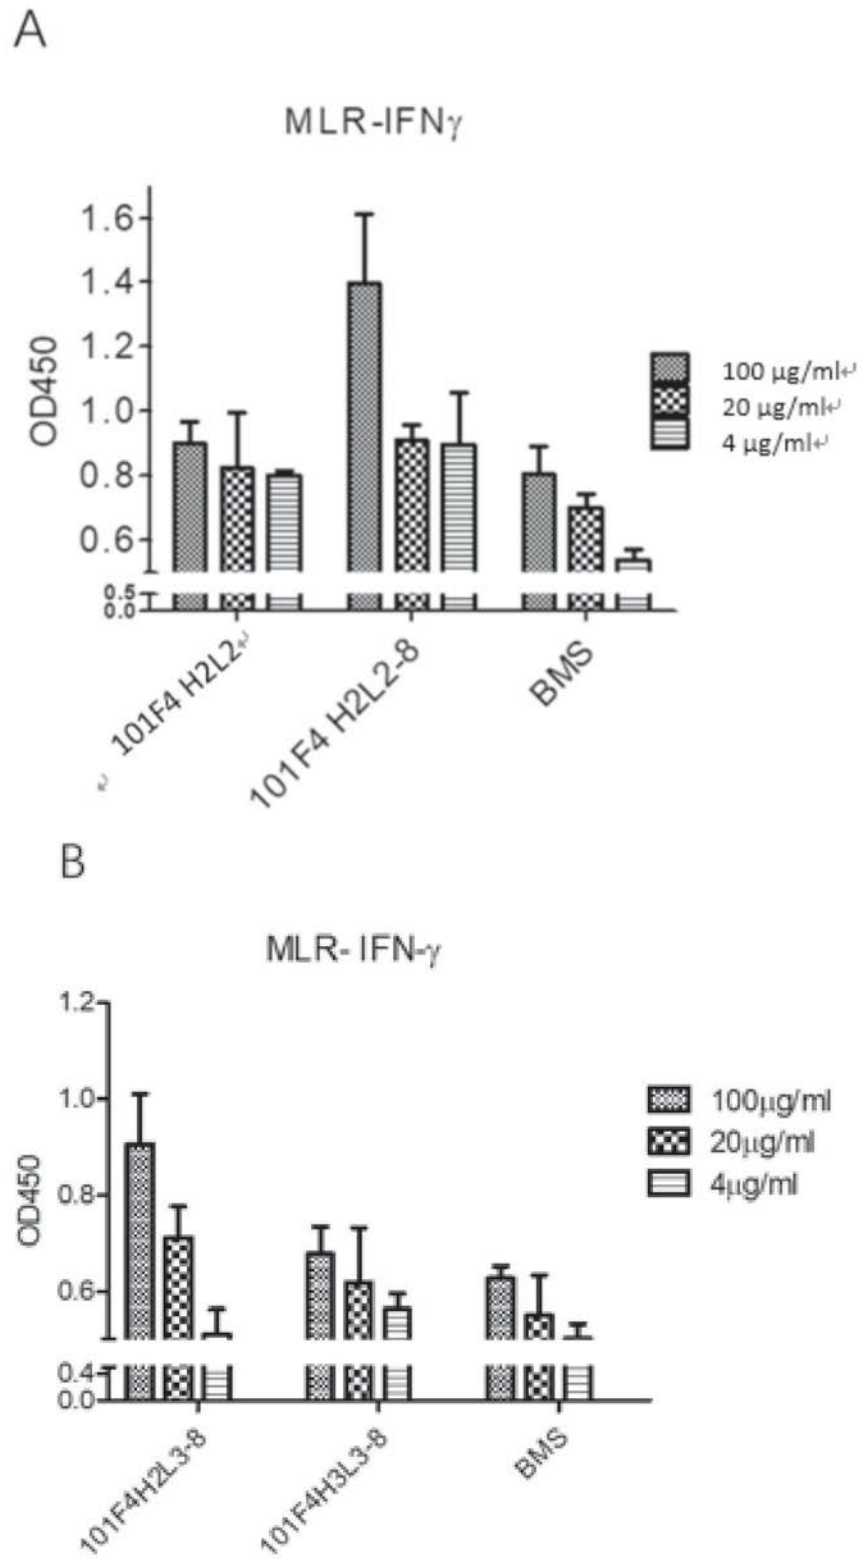 A
MLR-IFNγ
1.6
1.4
1.2
1.0
0.8
0.6
0.5
0.0
OD450
100 μg/ml↵
20 μg/ml↵
4 μg/ml↵
101F4 H2L2↵
↵
101F4 H2L2-8
BMS
B
MLR- IFN-γ
1.2
1.0
0.8
0.6
0.4
0.0
OD450
100μg/ml
20μg/ml
4μg/ml
101F4H2L3-8
101F4H3L3-8
BMS